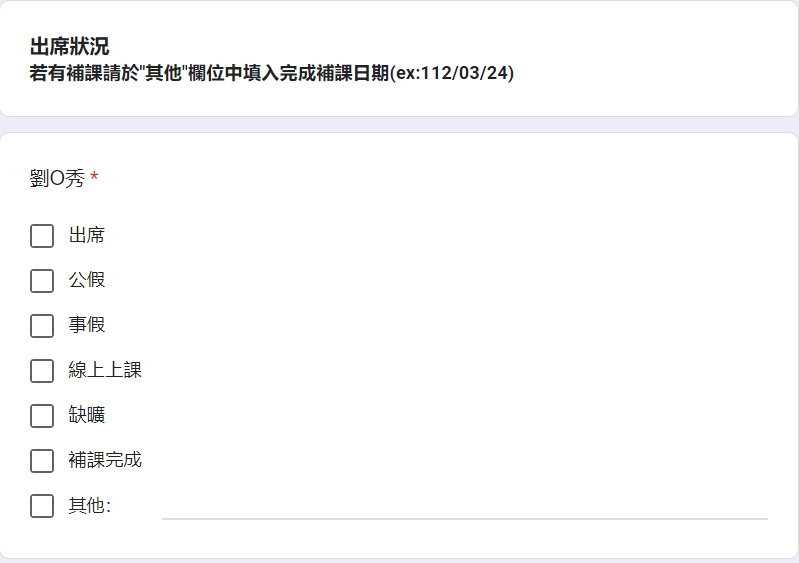 出席狀況
若有補課請於"其他"欄位中填入完成補課日期(ex:112/03/24)
劉O秀 *
出席
公假
事假
線上上課
缺曠
補課完成
其他: